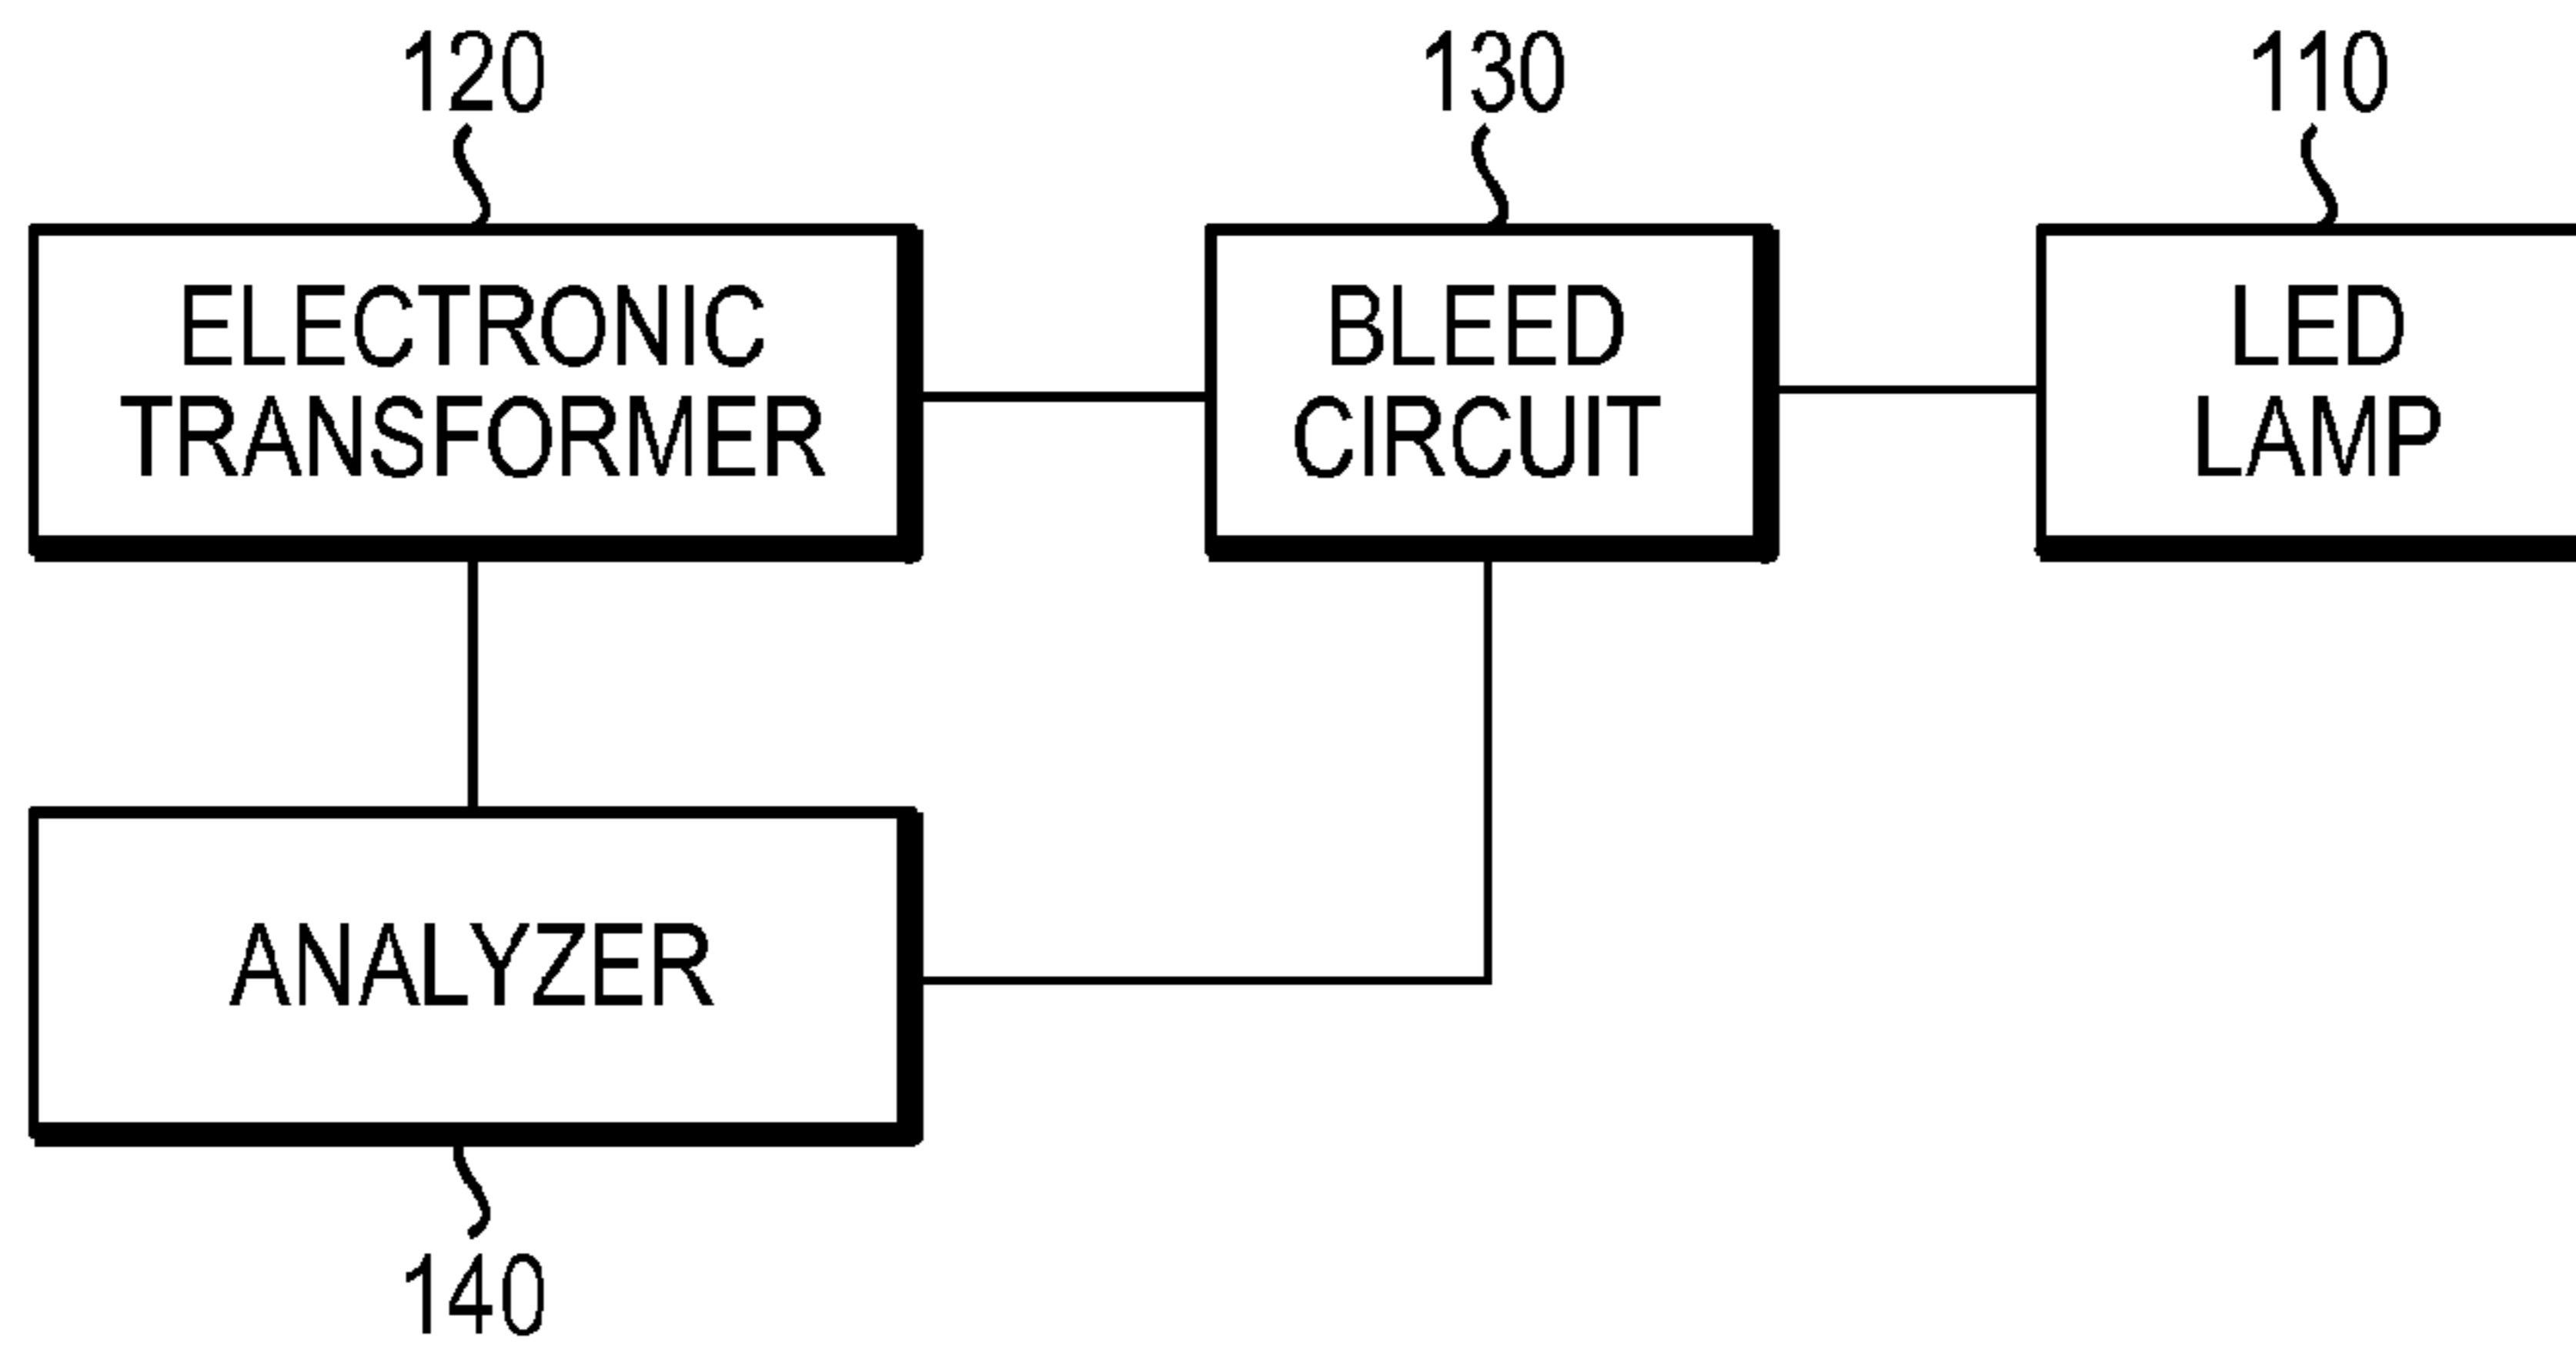 120
130
110
ELECTRONIC
TRANSFORMER
BLEED
CIRCUIT
LED
LAMP
ANALYZER
140